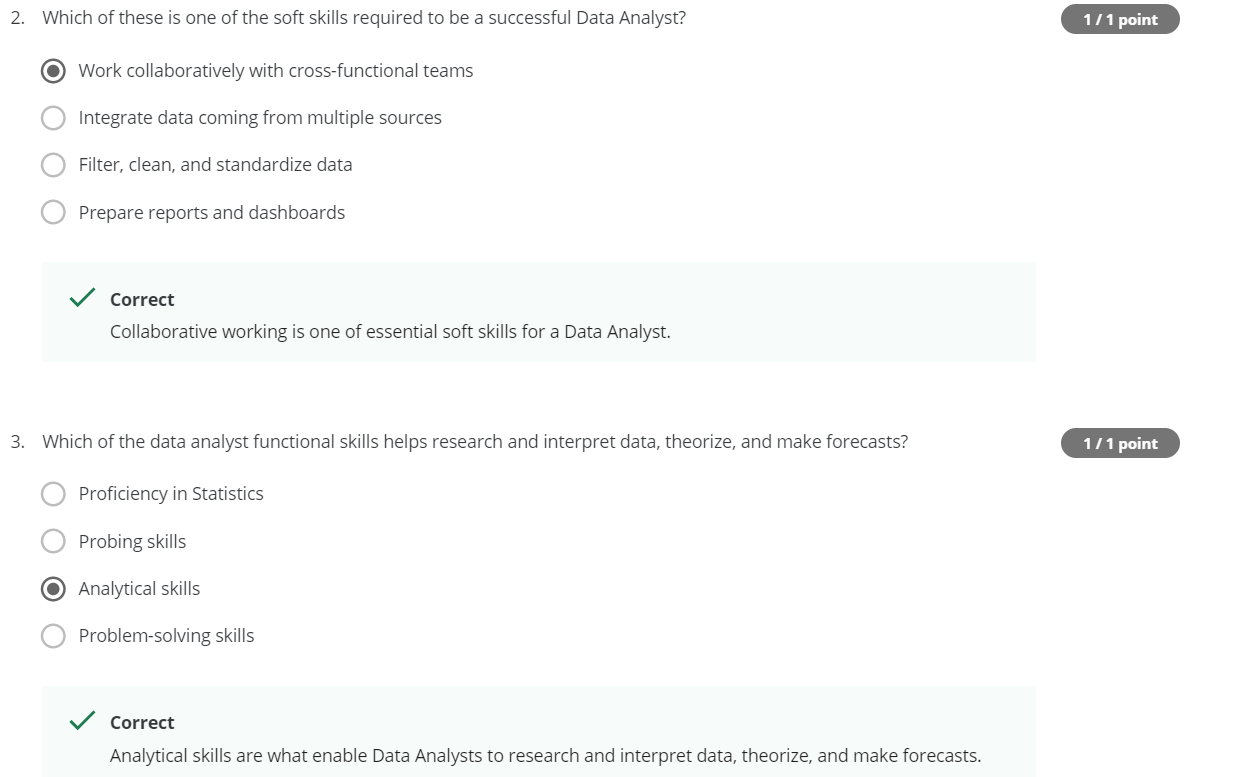 2. Which of these is one of the soft skills required to be a successful Data Analyst?
1 / 1 point
Work collaboratively with cross-functional teams
Integrate data coming from multiple sources
Filter, clean, and standardize data
Prepare reports and dashboards
Correct
Collaborative working is one of essential soft skills for a Data Analyst.
3. Which of the data analyst functional skills helps research and interpret data, theorize, and make forecasts?
1 / 1 point
Proficiency in Statistics
Probing skills
Analytical skills
Problem-solving skills
Correct
Analytical skills are what enable Data Analysts to research and interpret data, theorize, and make forecasts.